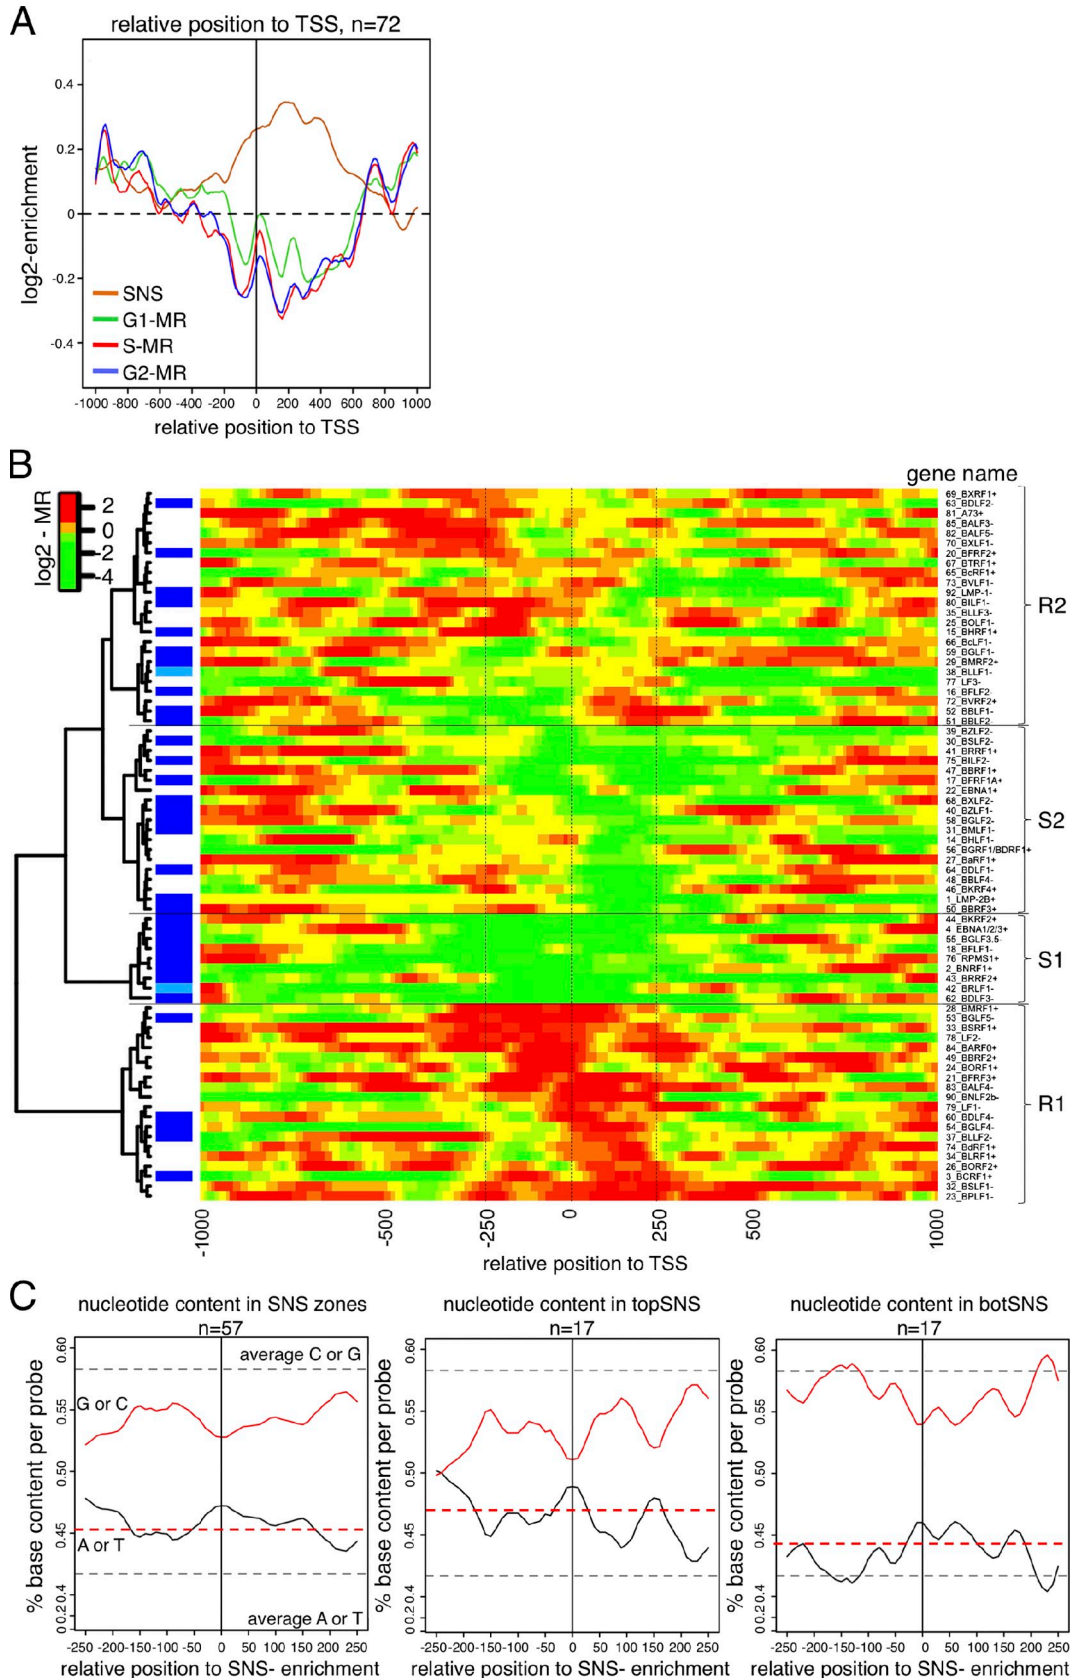 A
relative position to TSS, n=72
0.4
0.2
0
-0.2
-0.4
log2-enrichment
SNS
G1-MR
S-MR
G2-MR
-1000 -800 -600 -400 -200 0 200 400 600 800 1000
relative position to TSS
B
gene name
log2 - MR
2
0
-2
-4
69_BXRF1+
63_BDLF2-
81_A73+
85_BALF3-
82_BALF5-
70_BXLF1-
20_BFRF2+
67_BTRF1+
65_BcRF1+
73_BVLF1-
92_LMP-1-
80_BILF1-
35_BLLF3-
25_BOLF1-
15_BHRF1+
66_BcLF1-
59_BGLF1-
29_BMRF2+
38_BLLF1-
77_LF3-
16_BFLF2-
72_BVRF2+
52_BBLF1-
51_BBLF2-
R2
39_BZLF2-
30_BSLF2-
41_BRRF1+
75_BILF2-
47_BBRF1+
17_BFRF1A+
22_EBNA1+
68_BXLF2-
40_BZLF1-
58_BGLF2-
31_BMLF1-
14_BHLF1-
56_BGRF1/BDRF1+
27_BaRF1+
64_BDLF1-
48_BBLF4-
46_BKRF4+
1_LMP-2B+
50_BBRF3+
S2
44_BKRF2+
4_EBNA1/2/3+
55_BGLF3.5-
18_BFLF1-
76_RPMS1+
2_BNRF1+
43_BRRF2+
42_BRLF1-
62_BDLF3-
S1
28_BMRF1+
53_BGLF5-
33_BSRF1+
78_LF2-
84_BARF0+
49_BBRF2+
24_BORF1+
21_BFRF3+
83_BALF4-
90_BNLF2b-
79_LF1-
60_BDLF4-
54_BGLF4-
37_BLLF2-
74_BdRF1+
34_BLRF1+
26_BORF2+
3_BCRF1+
32_BSLF1-
23_BPLF1-
R1
-1000 -500 -250 0 250 500 1000
relative position to TSS
C
nucleotide content in SNS zones
n=57
average C or G
G or C
A or T
average A or T
% base content per probe
0.60
0.55
0.50
0.45
0.4
0.2
0
-250 -200 -150 -100 -50 0 50 100 150 200 250
relative position to SNS- enrichment
nucleotide content in topSNS
n=17
% base content per probe
0.60
0.55
0.50
0.45
0.4
0.2
0
-250 -200 -150 -100 -50 0 50 100 150 200 250
relative position to SNS- enrichment
nucleotide content in botSNS
n=17
% base content per probe
0.60
0.55
0.50
0.45
0.4
0.2
0
-250 -200 -150 -100 -50 0 50 100 150 200 250
relative position to SNS- enrichment